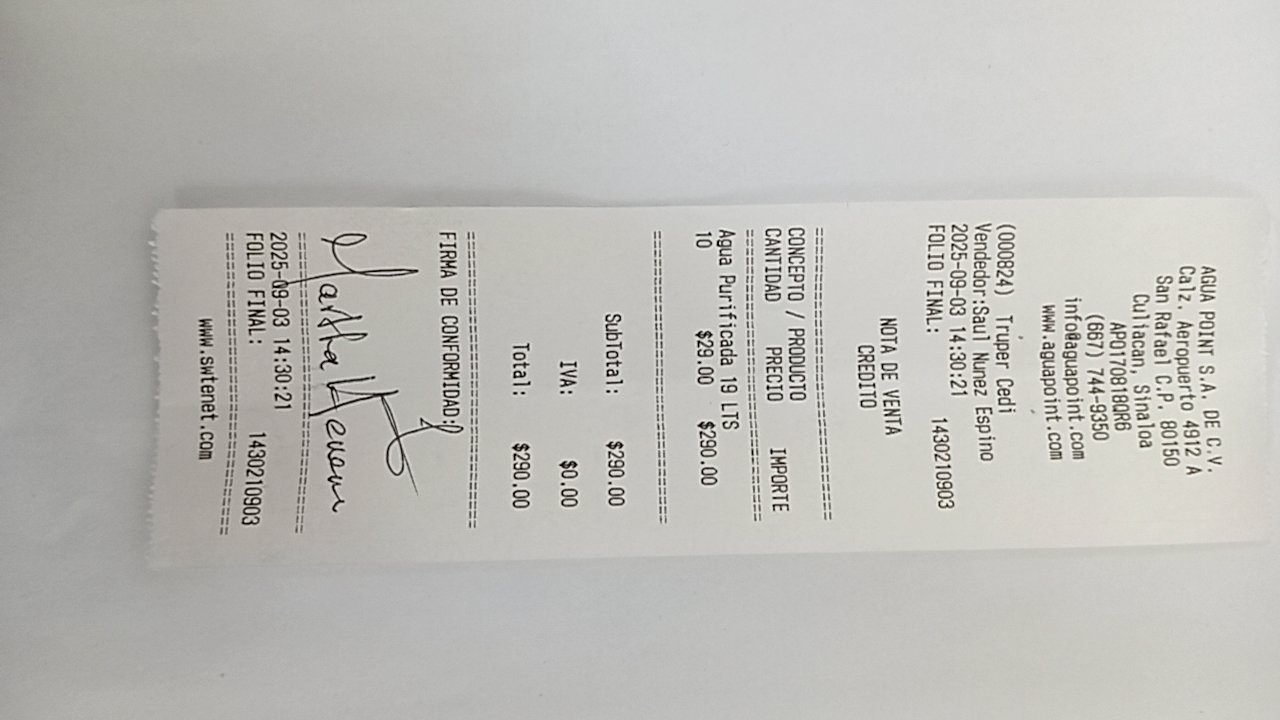 AGUA POINT S.A. DE C.V.
Calz. Aeropuerto 4912 A
San Rafael C.P. 80150
Culiacan, Sinaloa
APO170818QR6
(667) 744-9350
info@aguapoint.com
www.aguapoint.com
(000824) Truper Cedi
Vendedor:Saul Nunez Espino
2025-09-03 14:30:21
FOLIO FINAL: 1430210903
NOTA DE VENTA
CREDITO
CONCEPTO / PRODUCTO
CANTIDAD PRECIO IMPORTE
Agua Purificada 19 LTS
10 $29.00 $290.00
SubTotal: $290.00
IVA: $0.00
Total: $290.00
FIRMA DE CONFORMIDAD:
Martha
2025-09-03 14:30:21
FOLIO FINAL: 1430210903
www.swtenet.com